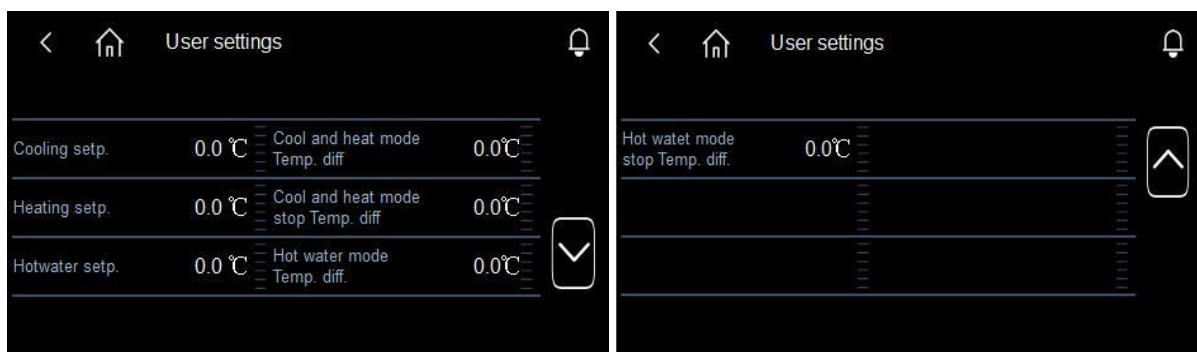 User settings
Cooling setp. 0.0 ℃ Cool and heat mode
Temp. diff 0.0℃
Heating setp. 0.0 ℃ Cool and heat mode
stop Temp. diff 0.0℃
Hotwater setp. 0.0 ℃ Hot water mode
Temp. diff. 0.0℃
User settings
Hot watet mode
stop Temp. diff. 0.0℃